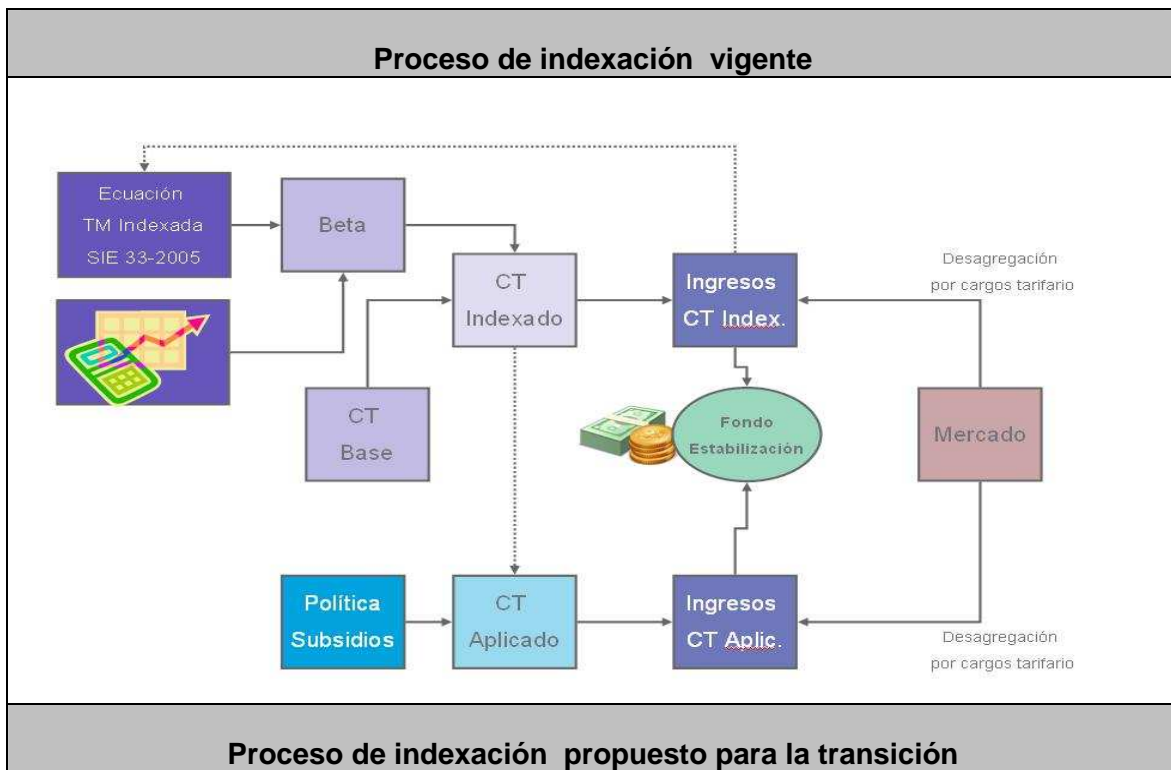 Proceso de indexación vigente
Ecuación
TM Indexada
SIE 33-2005
Beta
CT
Indexado
Ingresos
CT Index.
Desagregación
por cargos tarifario
CT
Base
Fondo
Estabilización
Mercado
Política
Subsidios
CT
Aplicado
Ingresos
CT Aplic.
Desagregación
por cargos tarifario
Proceso de indexación propuesto para la transición